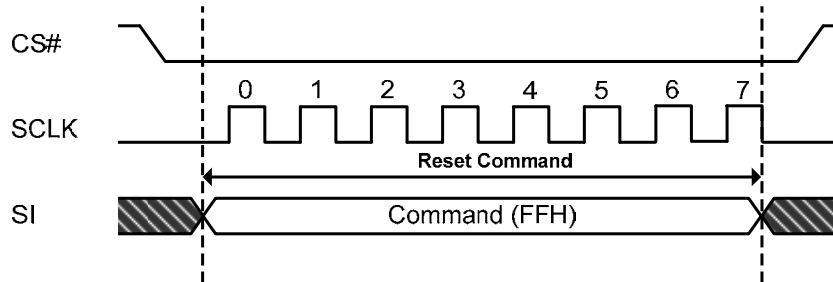 CS#
0 1 2 3 4 5 6 7
SCLK
Reset Command
SI
Command (FFH)